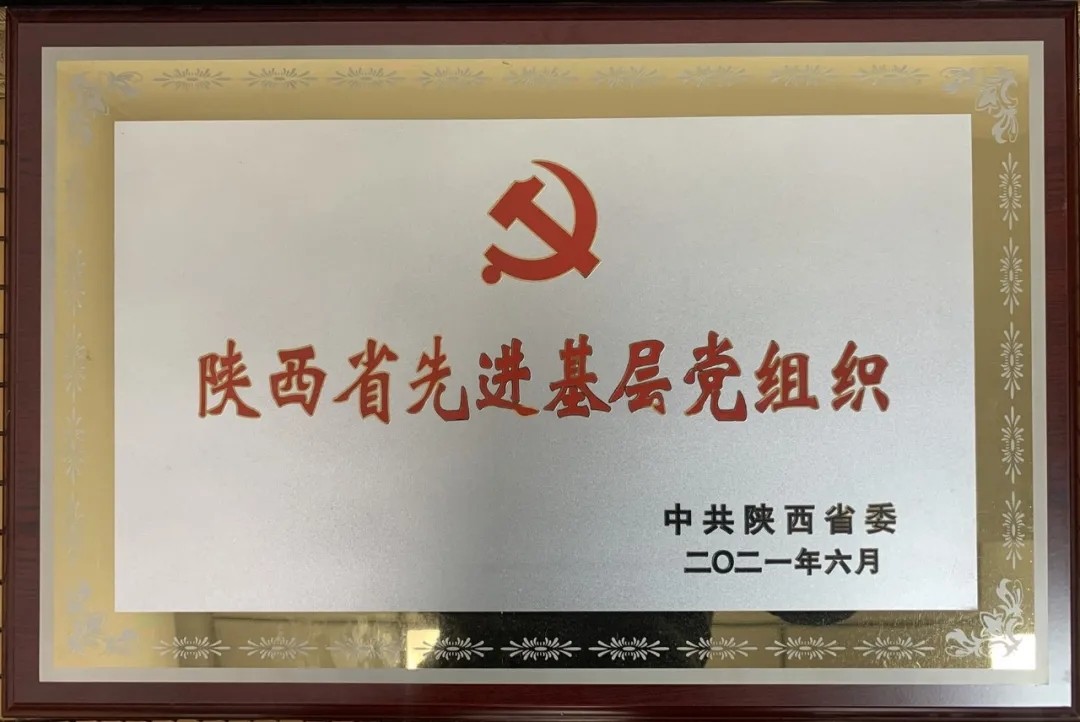 陕西省先进基层党组织
中共陕西省委
二〇二一年六月